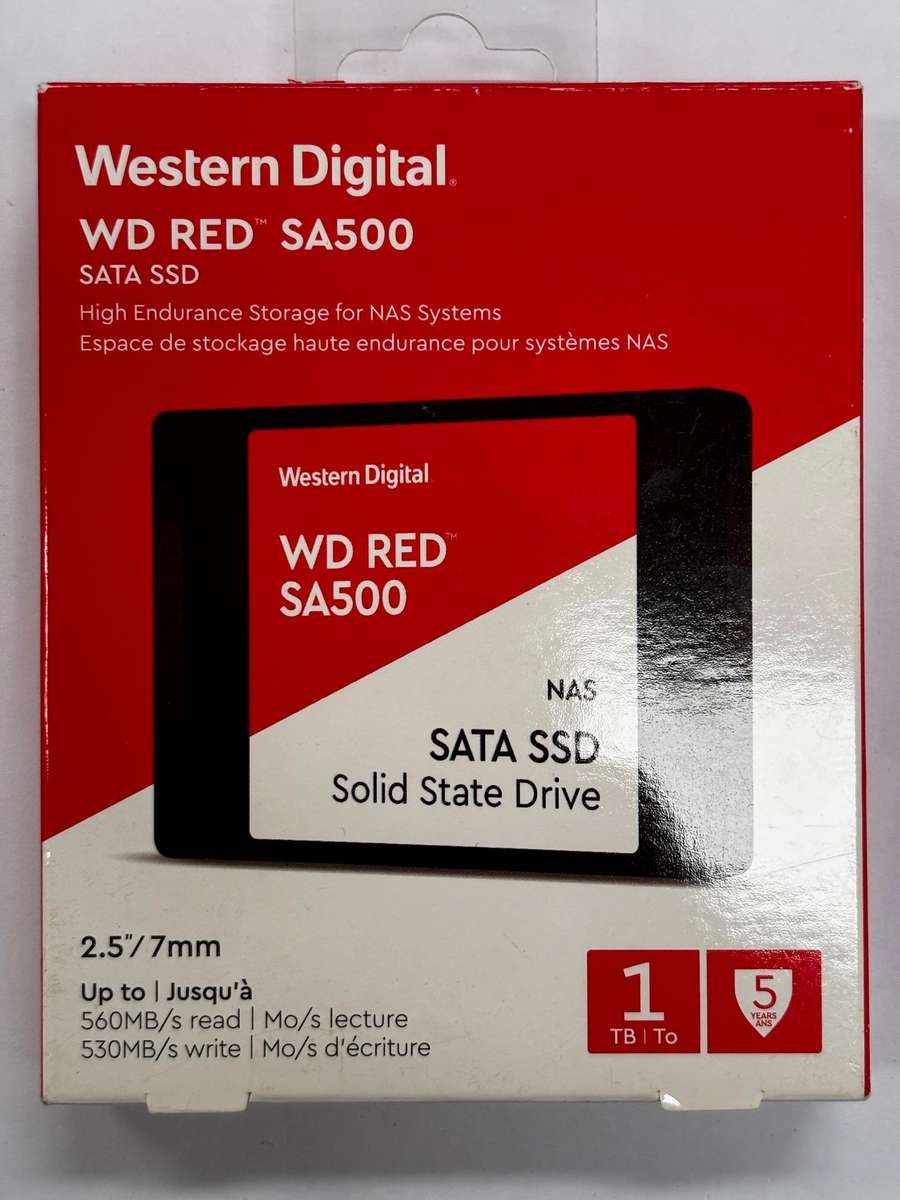 Western Digital®
WD RED™ SA500
SATA SSD
High Endurance Storage for NAS Systems
Espace de stockage haute endurance pour systèmes NAS
Western Digital
WD RED™
SA500
NAS
SATA SSD
Solid State Drive
2.5"/7mm
Up to | Jusqu'à
560MB/s read | Mo/s lecture
530MB/s write | Mo/s d'écriture
1
TB | To
5
YEARS
ANS